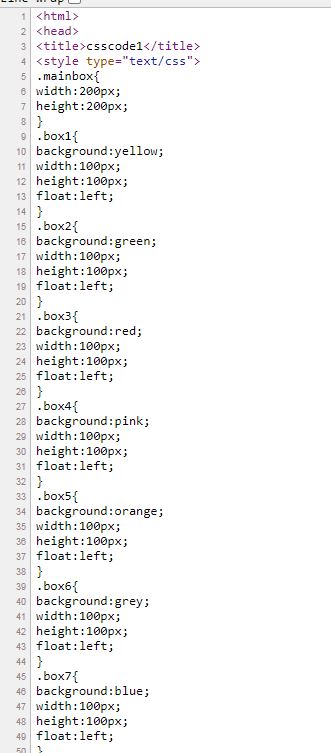 Line wrap
1 <html>
2 <head>
3 <title>csscode1</title>
4 <style type="text/css">
5 .mainbox{
6 width:200px;
7 height:200px;
8 }
9 .box1{
10 background:yellow;
11 width:100px;
12 height:100px;
13 float:left;
14 }
15 .box2{
16 background:green;
17 width:100px;
18 height:100px;
19 float:left;
20 }
21 .box3{
22 background:red;
23 width:100px;
24 height:100px;
25 float:left;
26 }
27 .box4{
28 background:pink;
29 width:100px;
30 height:100px;
31 float:left;
32 }
33 .box5{
34 background:orange;
35 width:100px;
36 height:100px;
37 float:left;
38 }
39 .box6{
40 background:grey;
41 width:100px;
42 height:100px;
43 float:left;
44 }
45 .box7{
46 background:blue;
47 width:100px;
48 height:100px;
49 float:left;
50 }